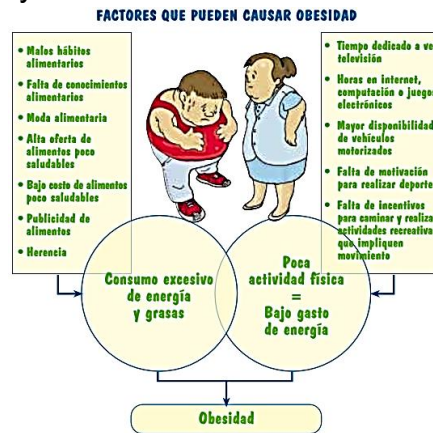 FACTORES QUE PUEDEN CAUSAR OBESIDAD
• Malos hábitos
alimentarios
• Falta de conocimientos
alimentarios
• Moda alimentaria
• Alta oferta de
alimentos poco
saludables
• Bajo costo de alimentos
poco saludables
• Publicidad de
alimentos
• Herencia
• Tiempo dedicado a ve
televisión
• Horas en internet,
computación o juego
electrónicos
• Mayor disponibilidad
de vehículos
motorizados
• Falta de motivación
para realizar deporte
• Falta de incentivos
para caminar y realiza
actividades recreativa
que impliquen
movimiento
Consumo excesivo
de energía
y grasas
Poca
actividad física
=
Bajo gasto
de energía
Obesidad